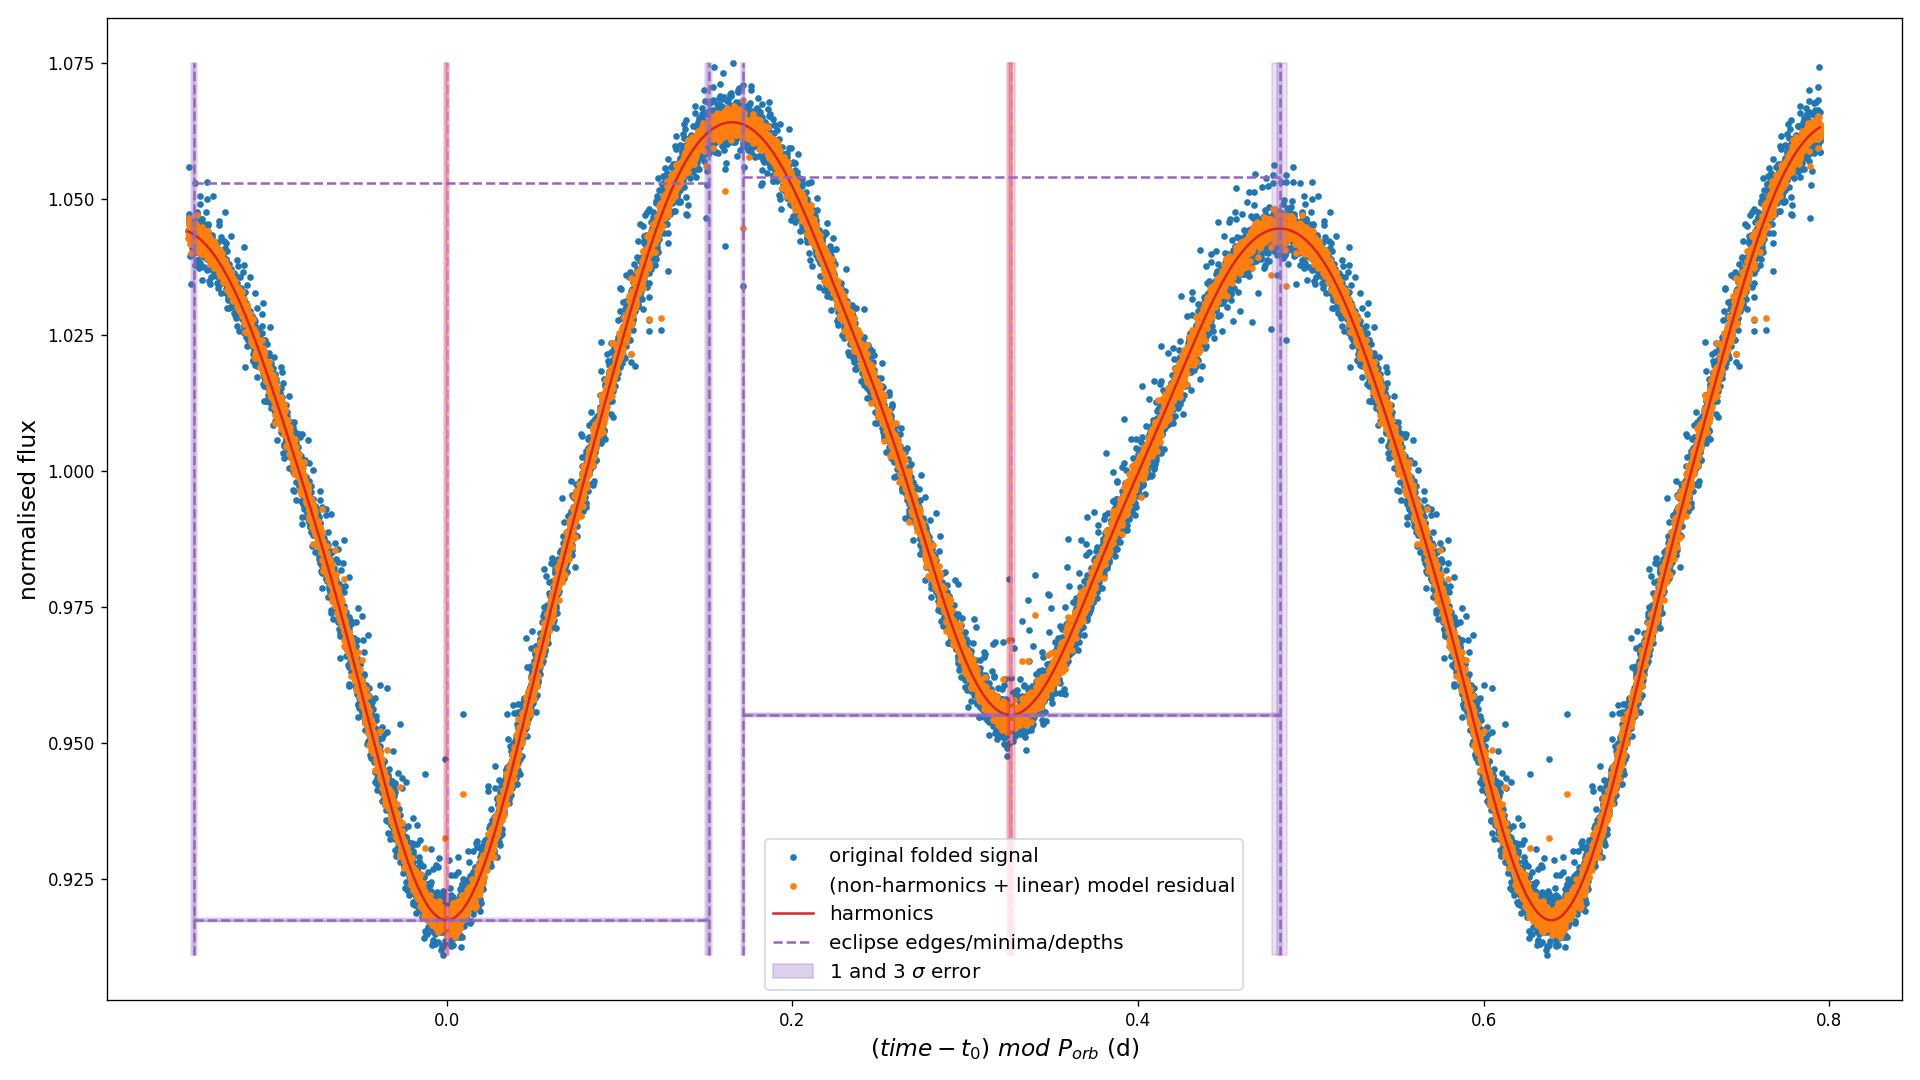 1.075
1.050
1.025
1.000
0.975
0.950
0.925
normalised flux
original folded signal
(non-harmonics + linear) model residual
harmonics
eclipse edges/minima/depths
1 and 3 σ error
0.0 0.2 0.4 0.6 0.8
(time − t₀) mod Pₒᵣb (d)